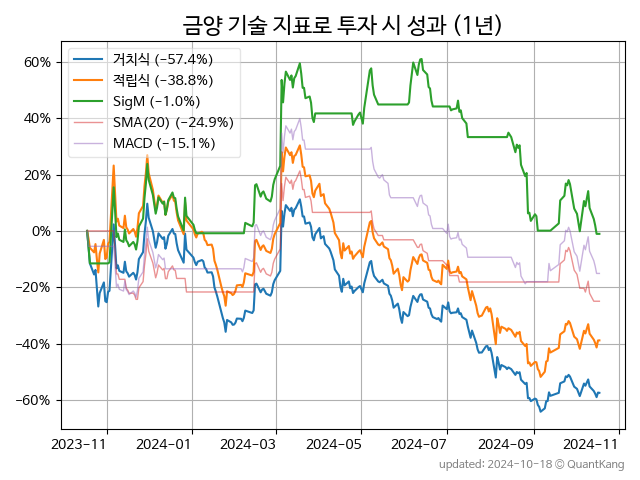 금양 기술 지표로 투자 시 성과 (1년)
거치식 (−57.4%)
적립식 (−38.8%)
SigM (−1.0%)
SMA(20) (−24.9%)
MACD (−15.1%)
60%
40%
20%
0%
−20%
−40%
−60%
2023-11 2024-01 2024-03 2024-05 2024-07 2024-09 2024-11
updated: 2024-10-18 ⓒ QuantKang